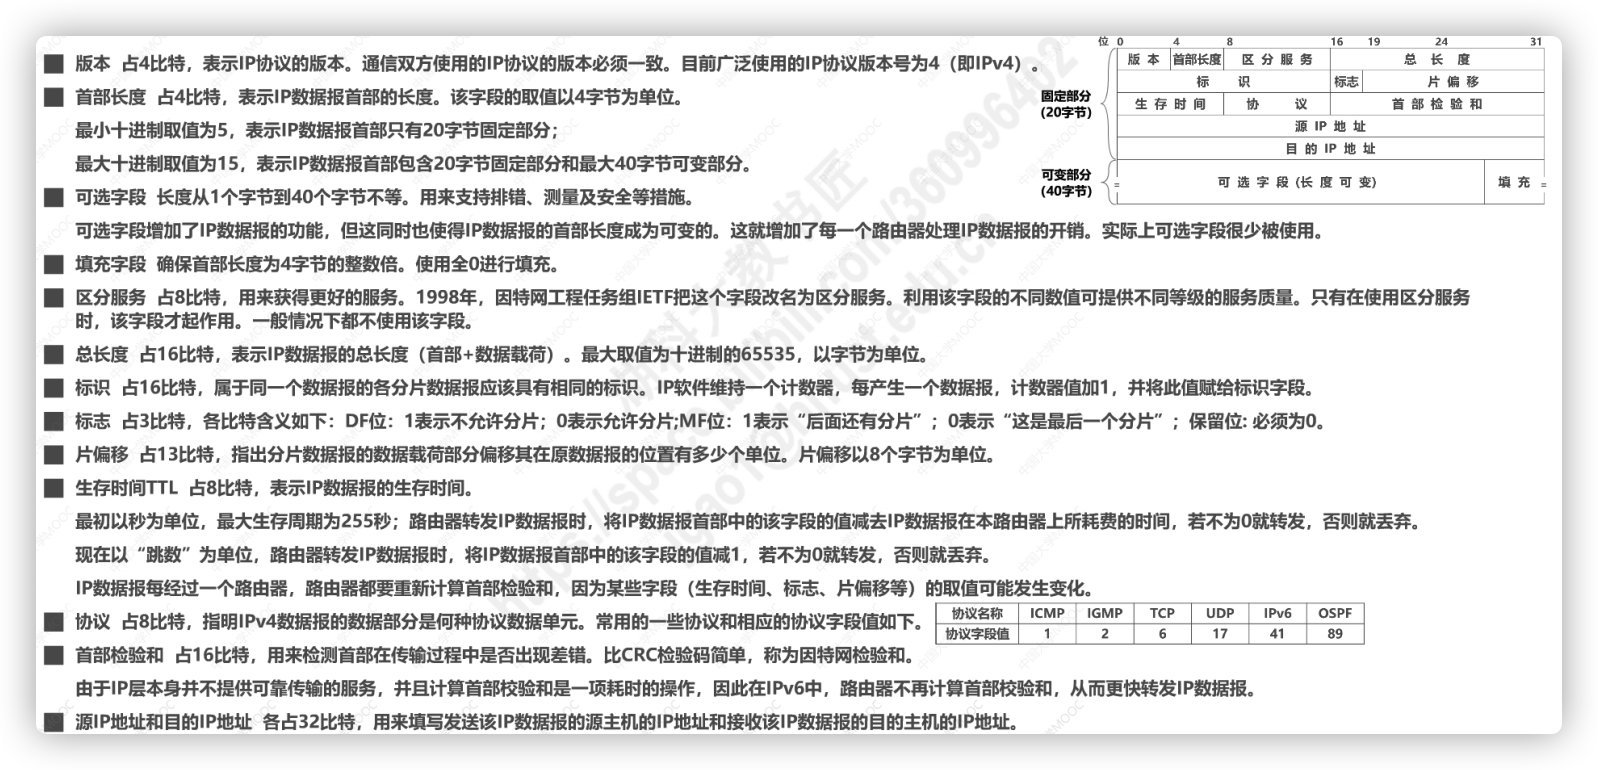 ■ 版本 占4比特，表示IP协议的版本。通信双方使用的IP协议的版本必须一致。目前广泛使用的IP协议版本号为4（即IPv4）。
■ 首部长度 占4比特，表示IP数据报首部的长度。该字段的取值以4字节为单位。
最小十进制取值为5，表示IP数据报首部只有20字节固定部分；
最大十进制取值为15，表示IP数据报首部包含20字节固定部分和最大40字节可变部分。
位 0 4 8 16 19 24 31
版本 首部长度 区分服务 总长度
标识 标志 片偏移
固定部分
(20字节)
生存时间 协议 首部检验和
源IP地址
目的IP地址
可变部分
(40字节)
可选字段(长度可变) 填充
■ 可选字段 长度从1个字节到40个字节不等。用来支持排错、测量及安全等措施。
可选字段增加了IP数据报的功能，但这同时也使得IP数据报的首部长度成为可变的。这就增加了每一个路由器处理IP数据报的开销。实际上可选字段很少被使用。
■ 填充字段 确保首部长度为4字节的整数倍。使用全0进行填充。
■ 区分服务 占8比特，用来获得更好的服务。1998年，因特网工程任务组IETF把这个字段改名为区分服务。利用该字段的不同数值可提供不同等级的服务质量。只有在使用区分服务
时，该字段才起作用。一般情况下都不使用该字段。
■ 总长度 占16比特，表示IP数据报的总长度（首部+数据载荷）。最大取值为十进制的65535，以字节为单位。
■ 标识 占16比特，属于同一个数据报的各分片数据报应该具有相同的标识。IP软件维持一个计数器，每产生一个数据报，计数器值加1，并将此值赋给标识字段。
■ 标志 占3比特，各比特含义如下：DF位：1表示不允许分片；0表示允许分片;MF位：1表示“后面还有分片”；0表示“这是最后一个分片”；保留位: 必须为0。
■ 片偏移 占13比特，指出分片数据报的数据载荷部分偏移其在原数据报的位置有多少个单位。片偏移以8个字节为单位。
■ 生存时间TTL 占8比特，表示IP数据报的生存时间。
最初以秒为单位，最大生存周期为255秒；路由器转发IP数据报时，将IP数据报首部中的该字段的值减去IP数据报在本路由器上所耗费的时间，若不为0就转发，否则就丢弃。
现在以“跳数”为单位，路由器转发IP数据报时，将IP数据报首部中的该字段的值减1，若不为0就转发，否则就丢弃。
IP数据报每经过一个路由器，路由器都要重新计算首部检验和，因为某些字段（生存时间、标志、片偏移等）的取值可能发生变化。
■ 协议 占8比特，指明IPv4数据报的数据部分是何种协议数据单元。常用的一些协议和相应的协议字段值如下。
协议名称 ICMP IGMP TCP UDP IPv6 OSPF
协议字段值 1 2 6 17 41 89
■ 首部检验和 占16比特，用来检测首部在传输过程中是否出现差错。比CRC检验码简单，称为因特网检验和。
由于IP层本身并不提供可靠传输的服务，并且计算首部校验和是一项耗时的操作，因此在IPv6中，路由器不再计算首部校验和，从而更快转发IP数据报。
■ 源IP地址和目的IP地址 各占32比特，用来填写发送该IP数据报的源主机的IP地址和接收该IP数据报的目的主机的IP地址。